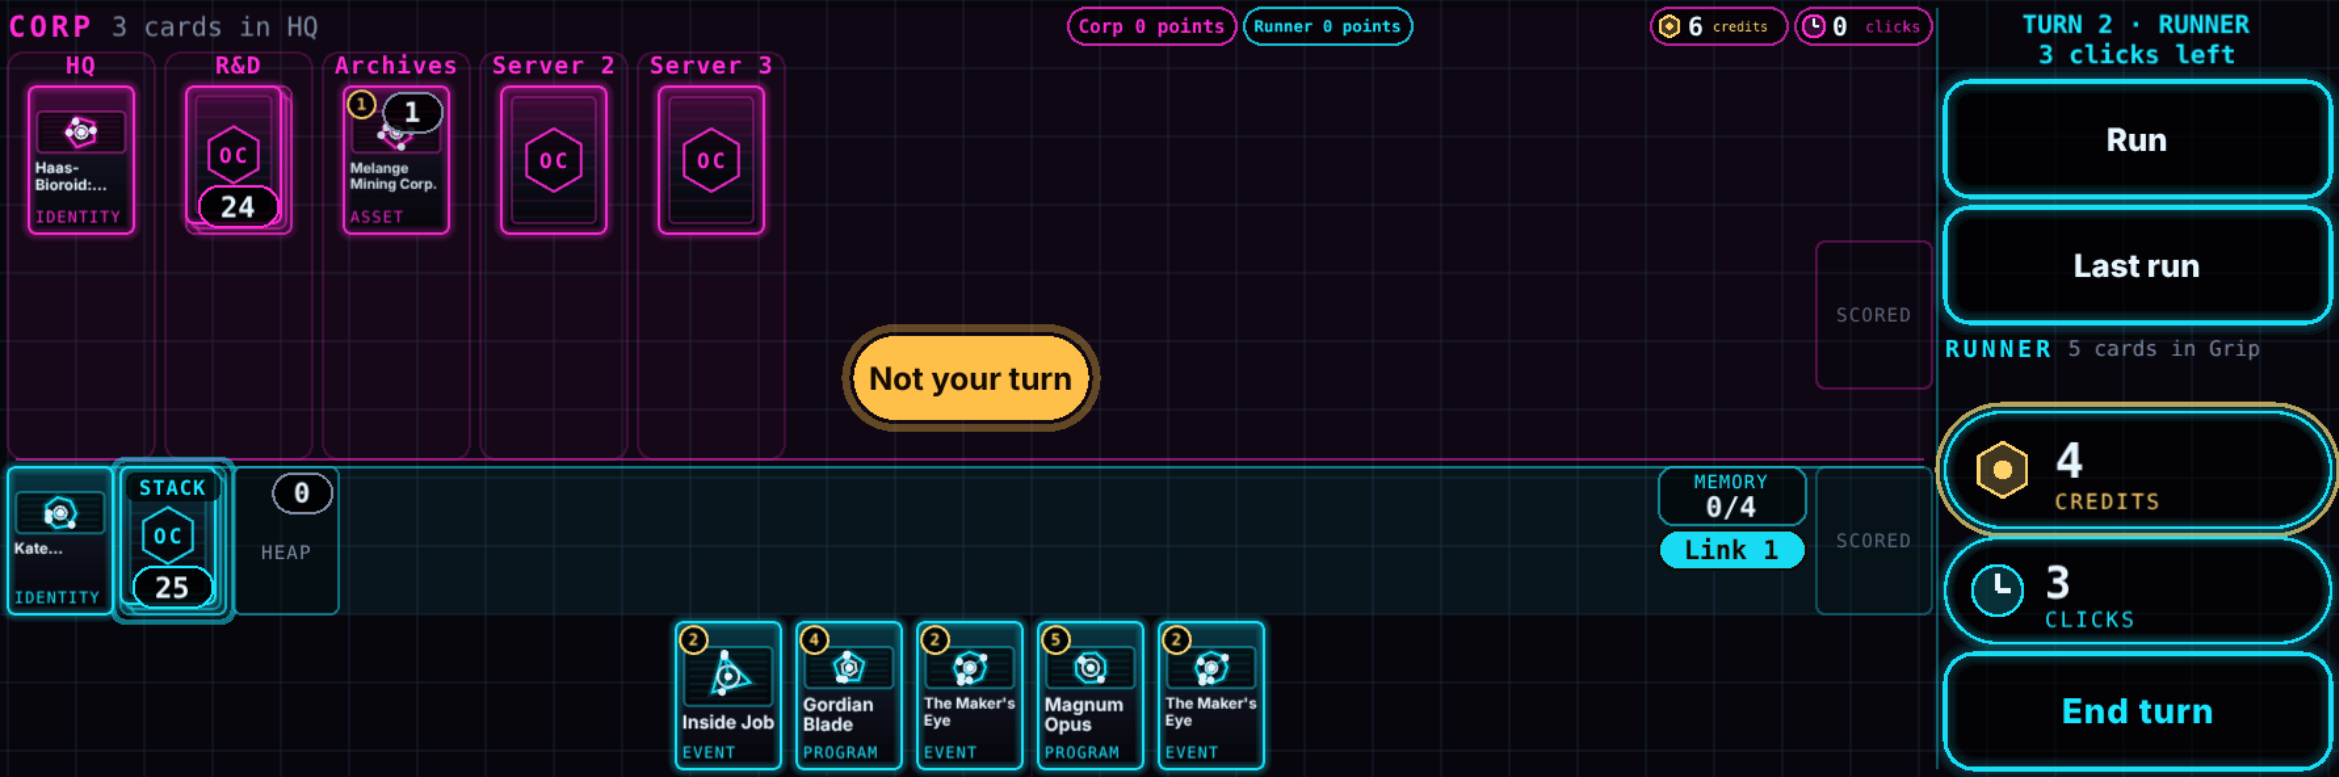 CORP 3 cards in HQ
Corp 0 points
Runner 0 points
6 credits
0 clicks
TURN 2 · RUNNER
3 clicks left
HQ
R&D
Archives
Server 2
Server 3
Haas-
Bioroid:...
IDENTITY
OC
24
1
1
Melange
Mining Corp.
ASSET
OC
OC
Run
Last run
SCORED
Not your turn
RUNNER 5 cards in Grip
4
CREDITS
3
CLICKS
End turn
Kate...
IDENTITY
STACK
OC
25
0
HEAP
MEMORY
0/4
Link 1
SCORED
2
Inside Job
EVENT
4
Gordian
Blade
PROGRAM
2
The Maker's
Eye
EVENT
5
Magnum
Opus
PROGRAM
2
The Maker's
Eye
EVENT